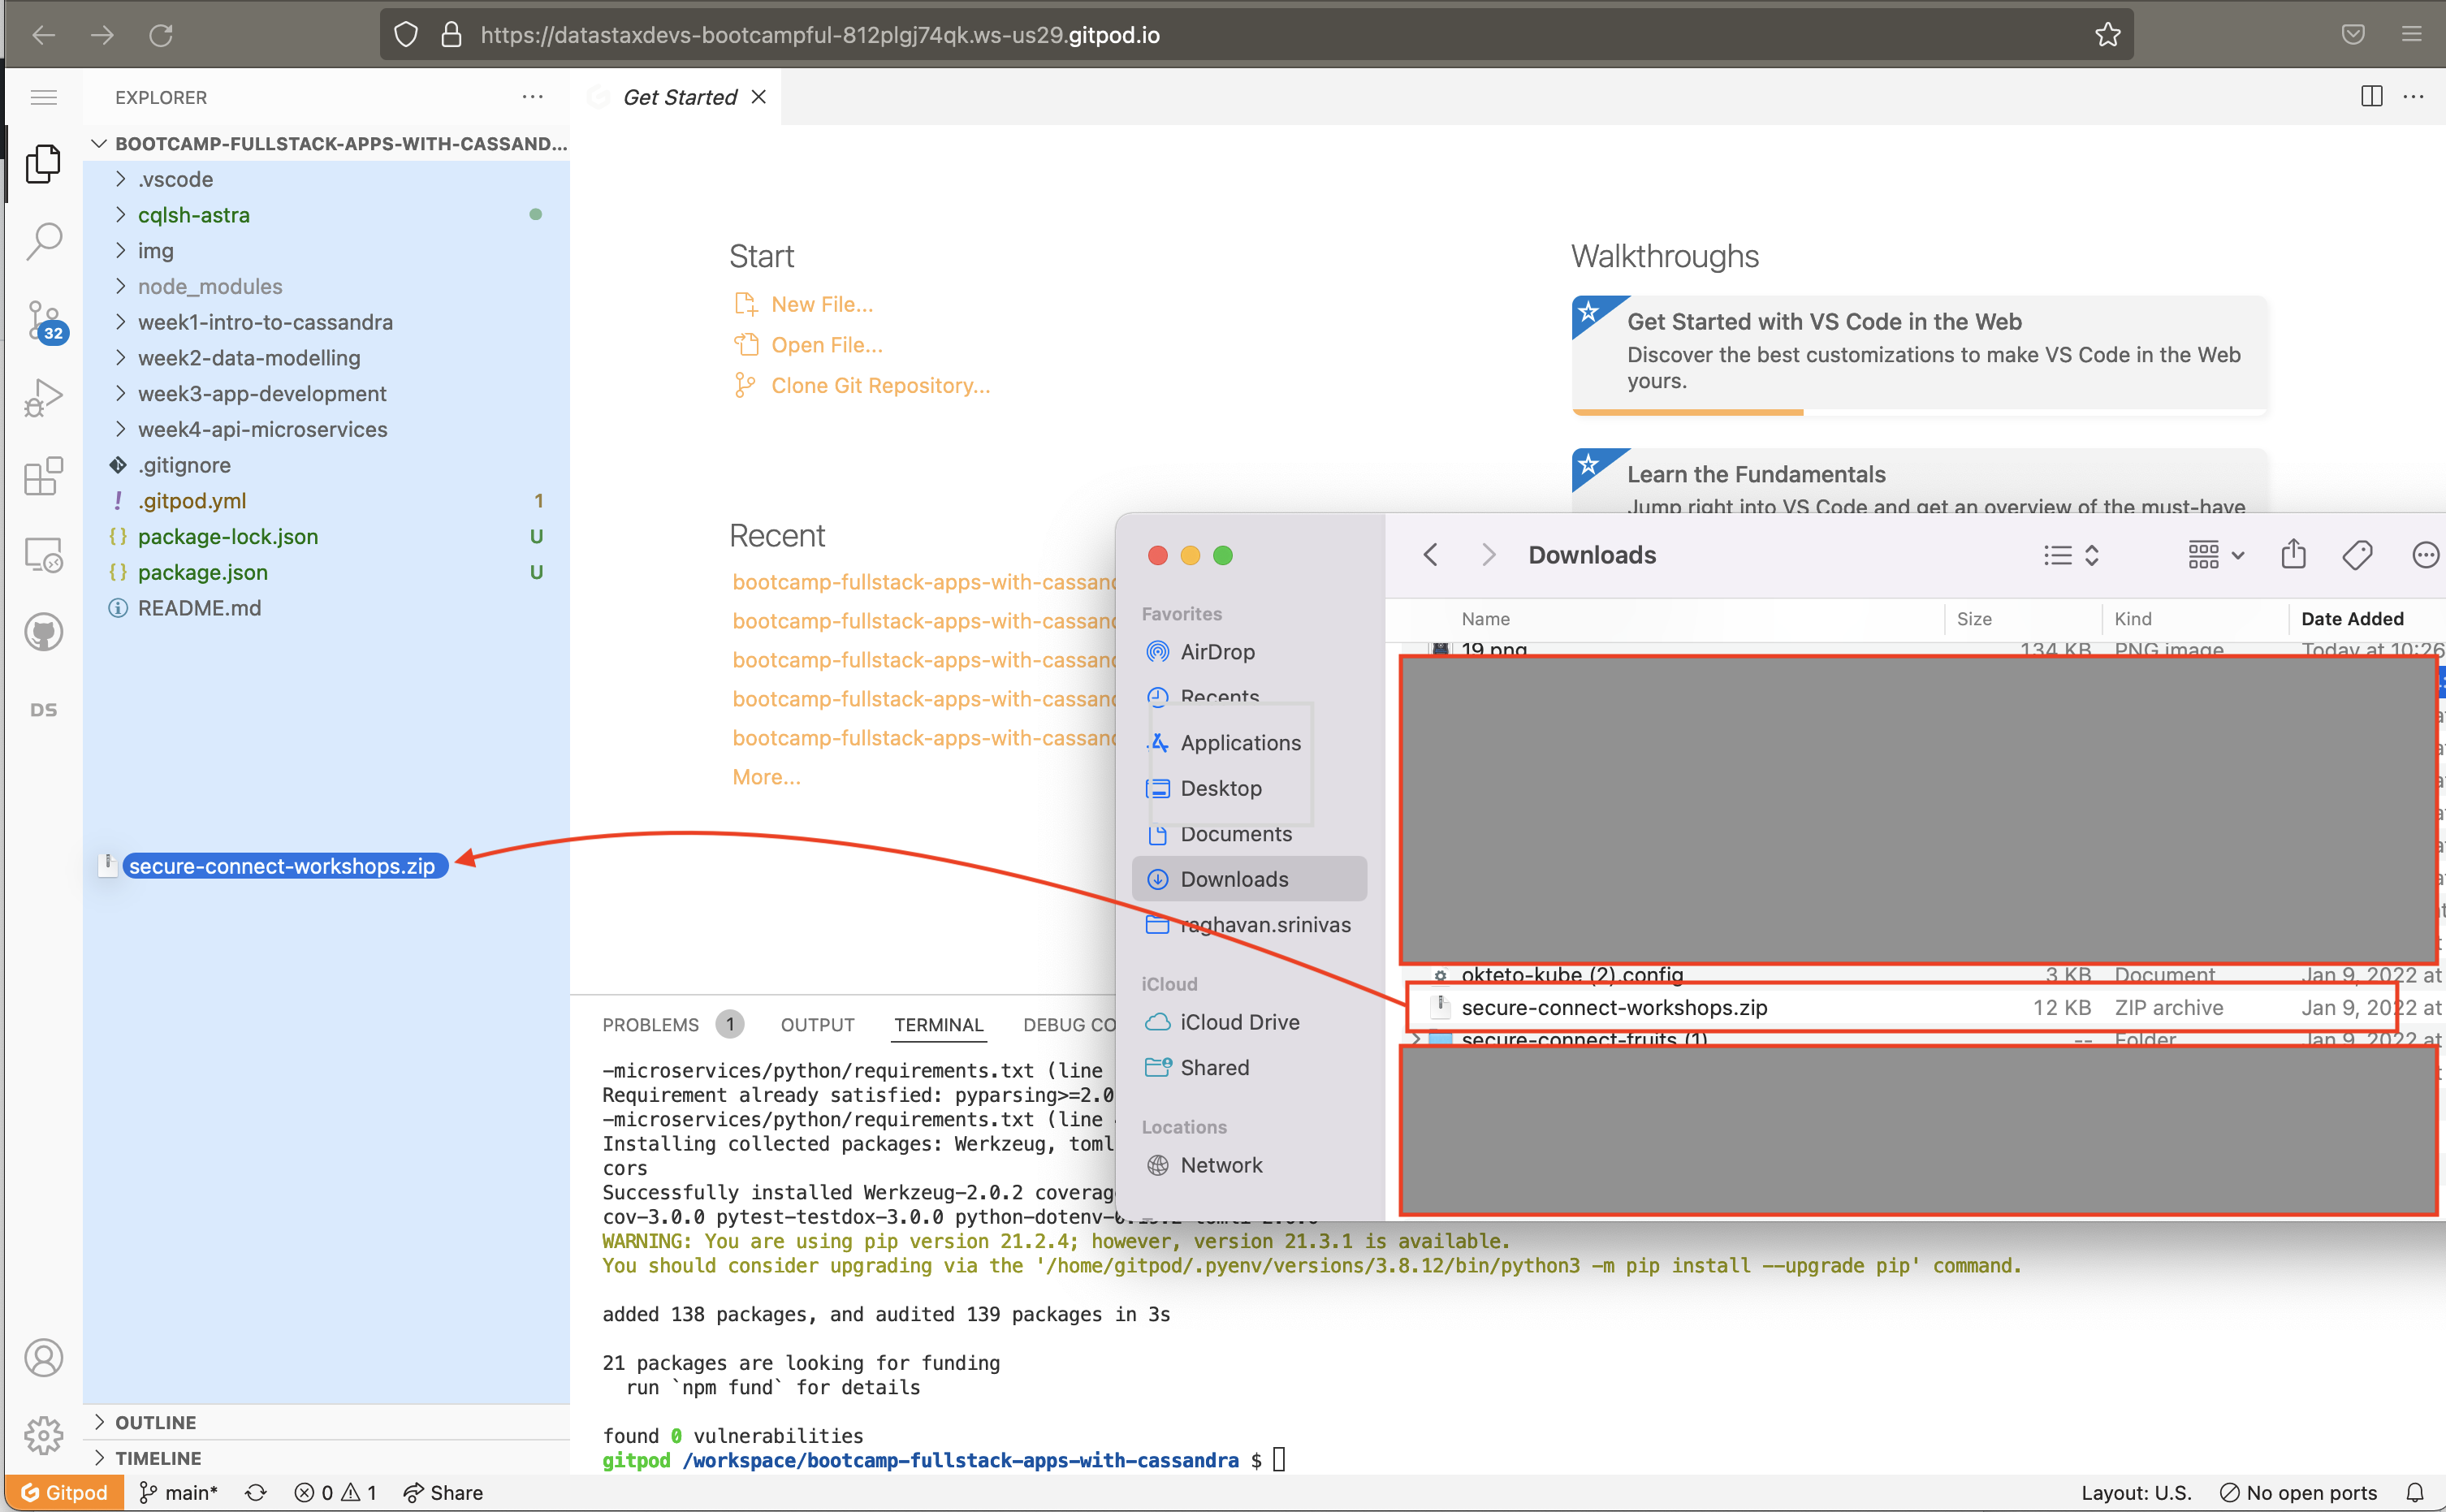 https://datastaxdevs-bootcampful-812plgj74qk.ws-us29.gitpod.io
EXPLORER
Get Started
BOOTCAMP-FULLSTACK-APPS-WITH-CASSAND...
.vscode
cqlsh-astra
img
node_modules
week1-intro-to-cassandra
week2-data-modelling
week3-app-development
week4-api-microservices
.gitignore
.gitpod.yml 1
package-lock.json U
package.json U
README.md
32
DS
secure-connect-workshops.zip
OUTLINE
TIMELINE
Start
New File...
Open File...
Clone Git Repository...
Recent
bootcamp-fullstack-apps-with-cassand
bootcamp-fullstack-apps-with-cassand
bootcamp-fullstack-apps-with-cassand
bootcamp-fullstack-apps-with-cassand
bootcamp-fullstack-apps-with-cassand
More...
Walkthroughs
Get Started with VS Code in the Web
Discover the best customizations to make VS Code in the Web
yours.
Learn the Fundamentals
Jump right into VS Code and get an overview of the must-have
Downloads
Favorites
AirDrop
Recents
Applications
Desktop
Documents
Downloads
raghavan.srinivas
iCloud
iCloud Drive
Shared
Locations
Network
Name Size Kind Date Added
19.png 134 KB PNG image Today at 10:26
okteto-kube (2).config 3 KB Document Jan 9, 2022 at
secure-connect-workshops.zip 12 KB ZIP archive Jan 9, 2022 at
secure-connect-fruits (1) -- Folder Jan 9, 2022 at
PROBLEMS 1 OUTPUT TERMINAL DEBUG CO
-microservices/python/requirements.txt (line
Requirement already satisfied: pyparsing>=2.0
-microservices/python/requirements.txt (line
Installing collected packages: Werkzeug, toml
cors
Successfully installed Werkzeug-2.0.2 coverag
cov-3.0.0 pytest-testdox-3.0.0 python-dotenv-
WARNING: You are using pip version 21.2.4; however, version 21.3.1 is available.
You should consider upgrading via the '/home/gitpod/.pyenv/versions/3.8.12/bin/python3 -m pip install --upgrade pip' command.
added 138 packages, and audited 139 packages in 3s
21 packages are looking for funding
run `npm fund` for details
found 0 vulnerabilities
gitpod /workspace/bootcamp-fullstack-apps-with-cassandra $
Gitpod main* 0 1 Share
Layout: U.S. No open ports